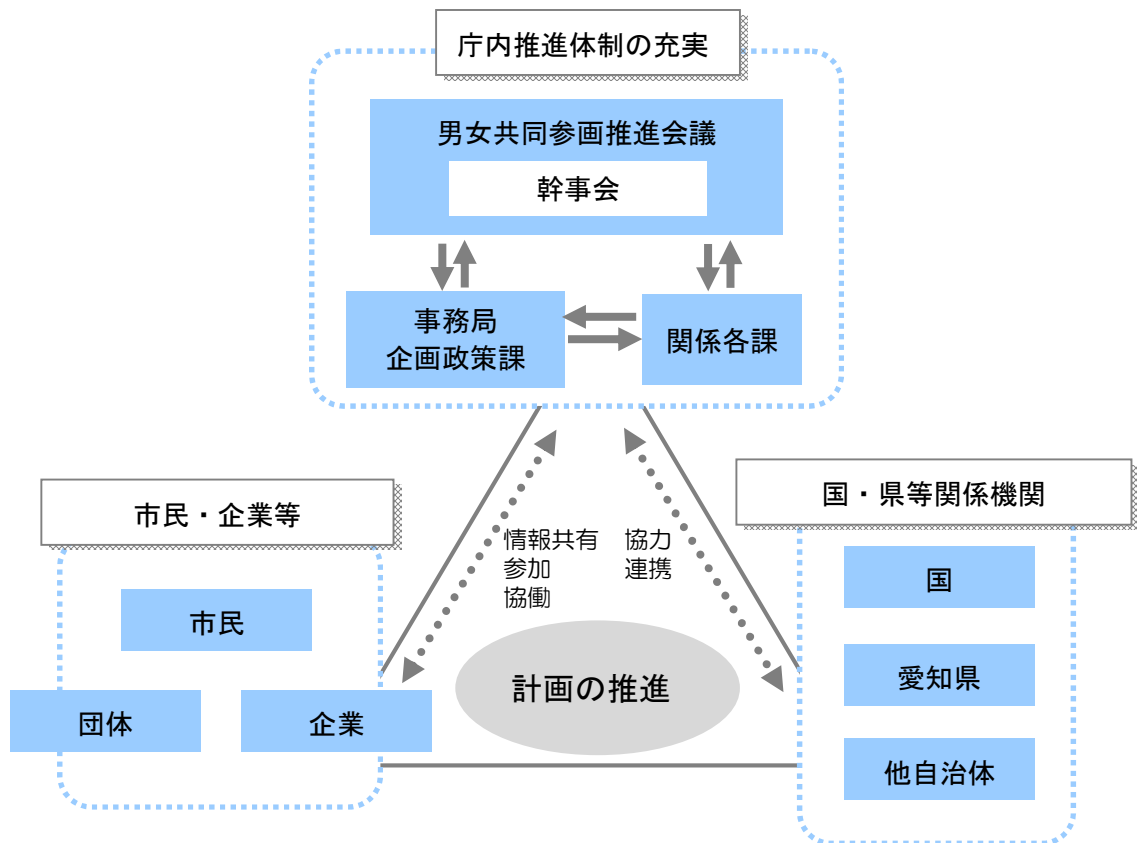 庁内推進体制の充実
男女共同参画推進会議
幹事会
事務局
企画政策課
関係各課
市民・企業等
市民
団体
企業
情報共有
参加
協働
協力
連携
計画の推進
国・県等関係機関
国
愛知県
他自治体